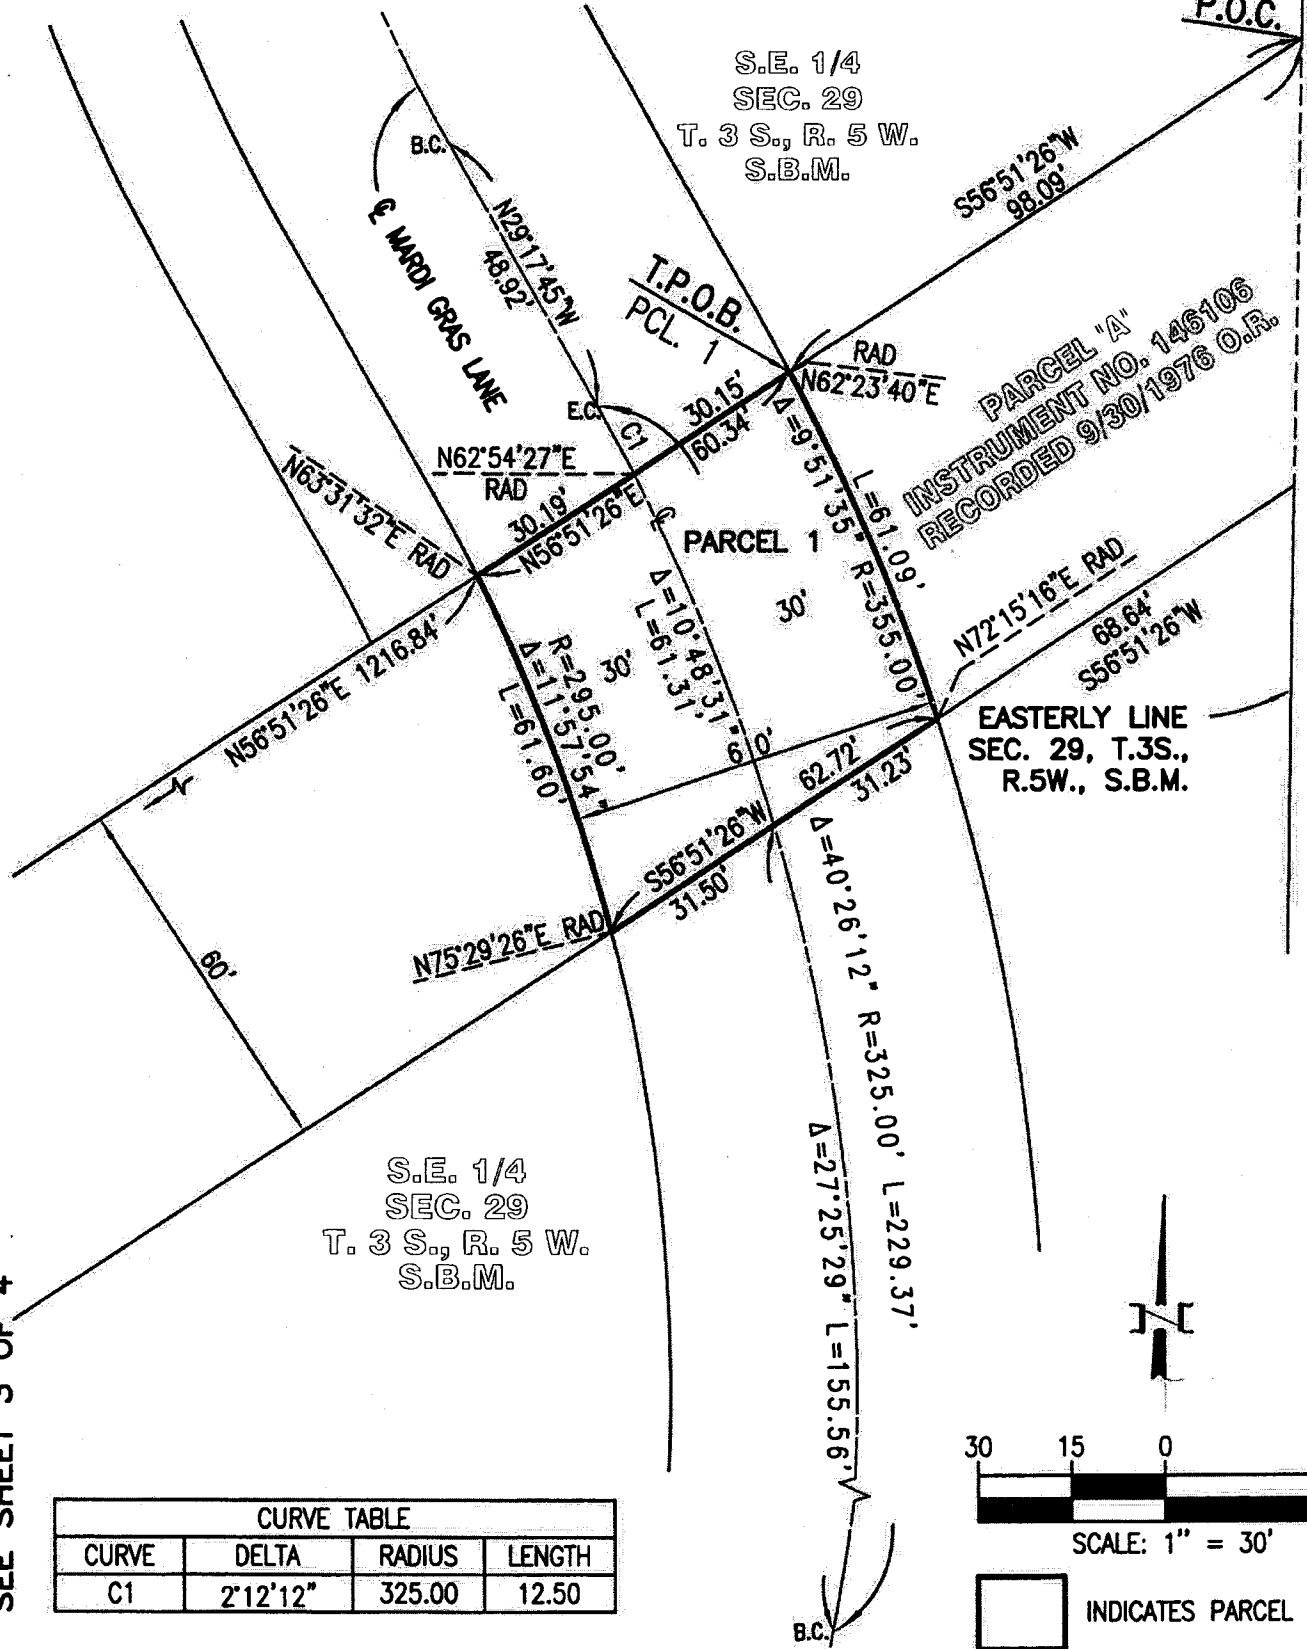 P.O.C.
S.E. 1/4
SEC. 29
T. 3 S., R. 5 W.
S.B.M.
B.C.
S56°51'26"W
98.09'
℄ MARDI GRAS LANE
N29°17'45"W
48.92'
T.P.O.B.
PCL. 1
RAD
N62°23'40"E
PARCEL "A"
INSTRUMENT NO. 146106
RECORDED 9/30/1976 O.R.
E.C.
C1
30.15'
60.34'
N62°54'27"E
RAD
N63°31'32"E RAD
30.19'
N56°51'26"E
℄
PARCEL 1
Δ=9°51'35" R=355.00'
L=61.09'
Δ=10°48'31"
L=61.31'
30'
30'
R=295.00'
Δ=11°57'54"
L=61.60'
N72°15'16"E RAD
68.64'
S56°51'26"W
N56°51'26"E 1216.84'
EASTERLY LINE
SEC. 29, T.3S.,
R.5W., S.B.M.
60'
62.72'
31.23'
S56°51'26"W
31.50'
N75°29'26"E RAD
60'
Δ=40°26'12" R=325.00' L=229.37'
Δ=27°25'29" L=155.56'
S.E. 1/4
SEC. 29
T. 3 S., R. 5 W.
S.B.M.
SEE SHEET 3 OF 4
B.C.
30 15 0
SCALE: 1" = 30'
INDICATES PARCEL
CURVE TABLE
CURVE DELTA RADIUS LENGTH
C1 2°12'12" 325.00 12.50